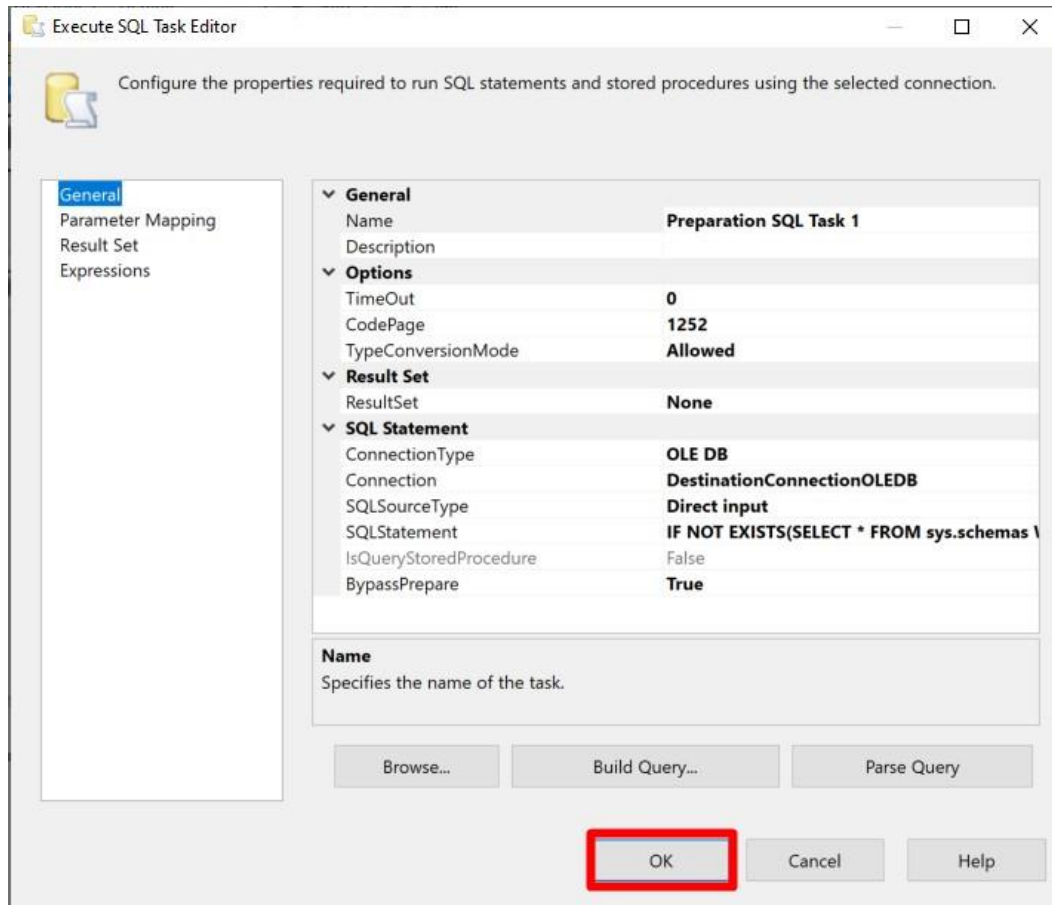 Execute SQL Task Editor
Configure the properties required to run SQL statements and stored procedures using the selected connection.
General
Parameter Mapping
Result Set
Expressions
General
Name Preparation SQL Task 1
Description
Options
TimeOut 0
CodePage 1252
TypeConversionMode Allowed
Result Set
ResultSet None
SQL Statement
ConnectionType OLE DB
Connection DestinationConnectionOLEDB
SQLSourceType Direct input
SQLStatement IF NOT EXISTS(SELECT * FROM sys.schemas
IsQueryStoredProcedure False
BypassPrepare True
Name
Specifies the name of the task.
Browse... Build Query... Parse Query
OK Cancel Help